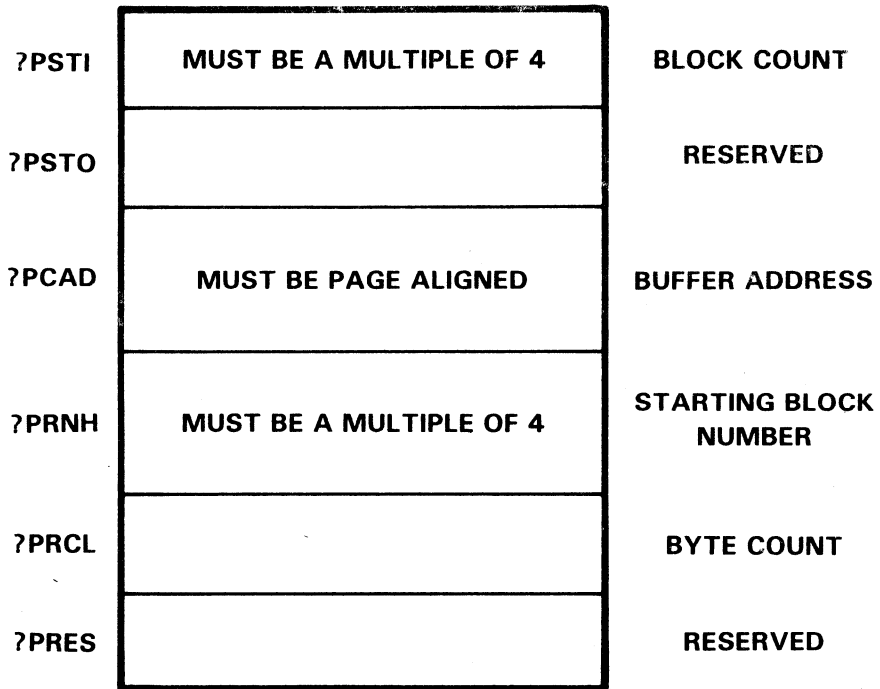 ?PSTI MUST BE A MULTIPLE OF 4 BLOCK COUNT
?PSTO RESERVED
?PCAD MUST BE PAGE ALIGNED BUFFER ADDRESS
?PRNH MUST BE A MULTIPLE OF 4 STARTING BLOCK
NUMBER
?PRCL BYTE COUNT
?PRES RESERVED